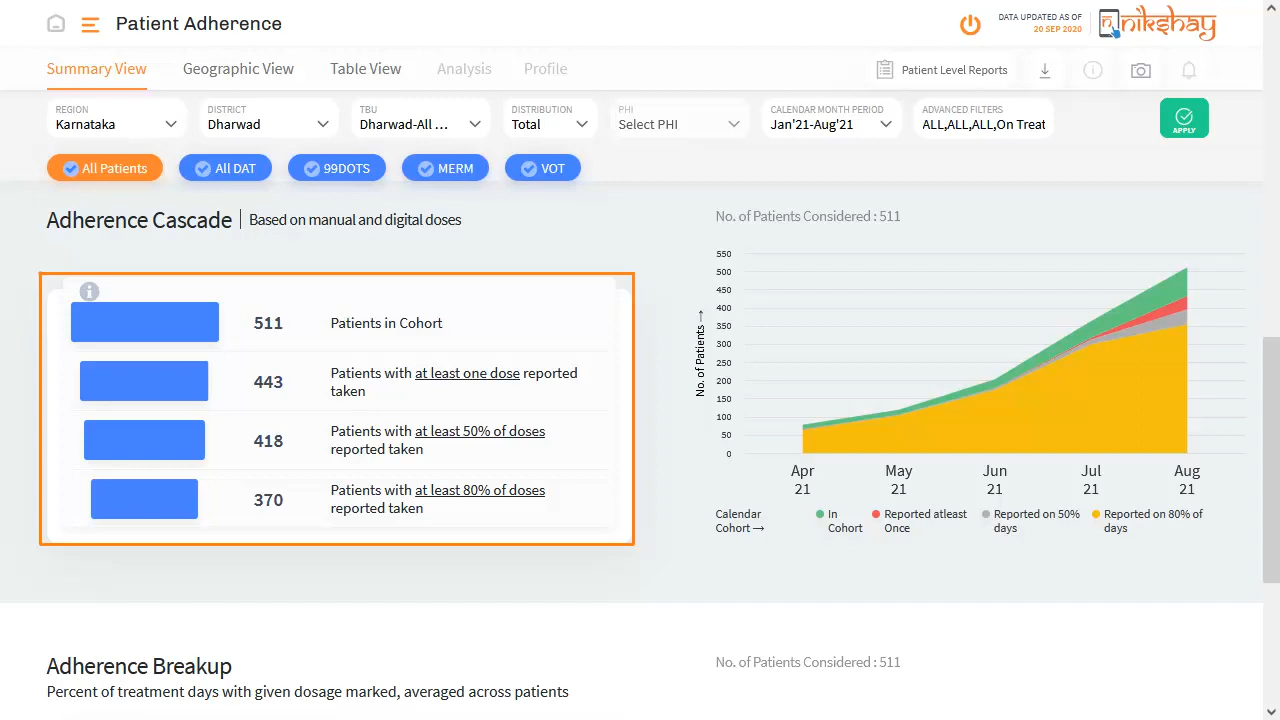 Patient Adherence
DATA UPDATED AS OF
20 SEP 2020
निkshay
Summary View
Geographic View
Table View
Analysis
Profile
Patient Level Reports
REGION
Karnataka
DISTRICT
Dharwad
TBU
Dharwad-All ...
DISTRIBUTION
Total
PHI
Select PHI
CALENDAR MONTH PERIOD
Jan'21-Aug'21
ADVANCED FILTERS
ALL,ALL,ALL,On Treat
APPLY
All Patients
All DAT
99DOTS
MERM
VOT
Adherence Cascade | Based on manual and digital doses
511 Patients in Cohort
443 Patients with at least one dose reported
taken
418 Patients with at least 50% of doses
reported taken
370 Patients with at least 80% of doses
reported taken
No. of Patients Considered : 511
No. of Patients →
550
500
450
400
350
300
250
200
150
100
50
0
Apr May Jun Jul Aug
21 21 21 21 21
Calendar
Cohort →
In
Cohort
Reported atleast
Once
Reported on 50%
days
Reported on 80% of
days
Adherence Breakup
Percent of treatment days with given dosage marked, averaged across patients
No. of Patients Considered : 511